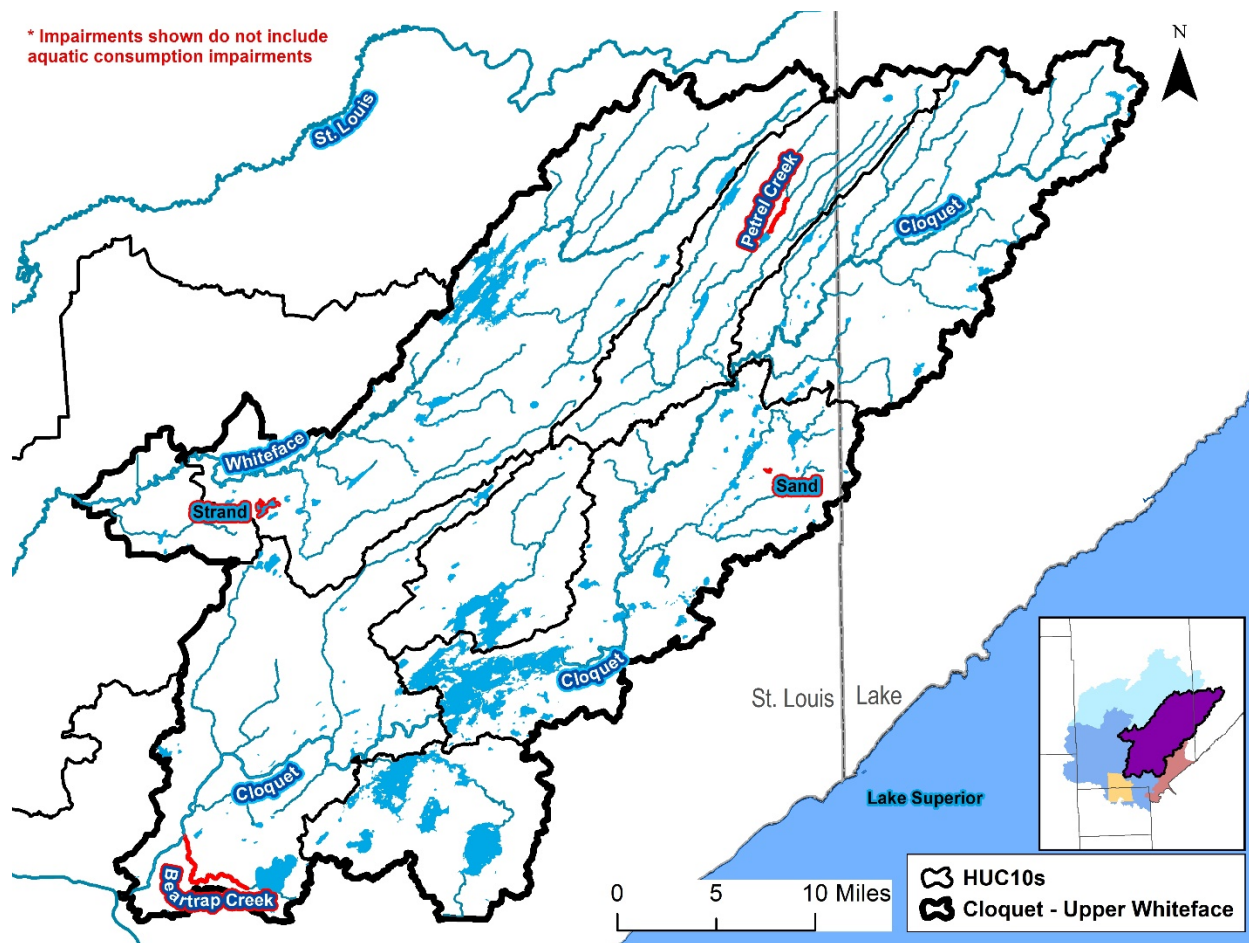 * Impairments shown do not include
aquatic consumption impairments
N
St. Louis
Petrel Creek
Cloquet
Whiteface
Strand
Sand
Cloquet
St. Louis
Lake
Cloquet
Lake Superior
Beartrap Creek
0 5 10 Miles
HUC10s
Cloquet - Upper Whiteface